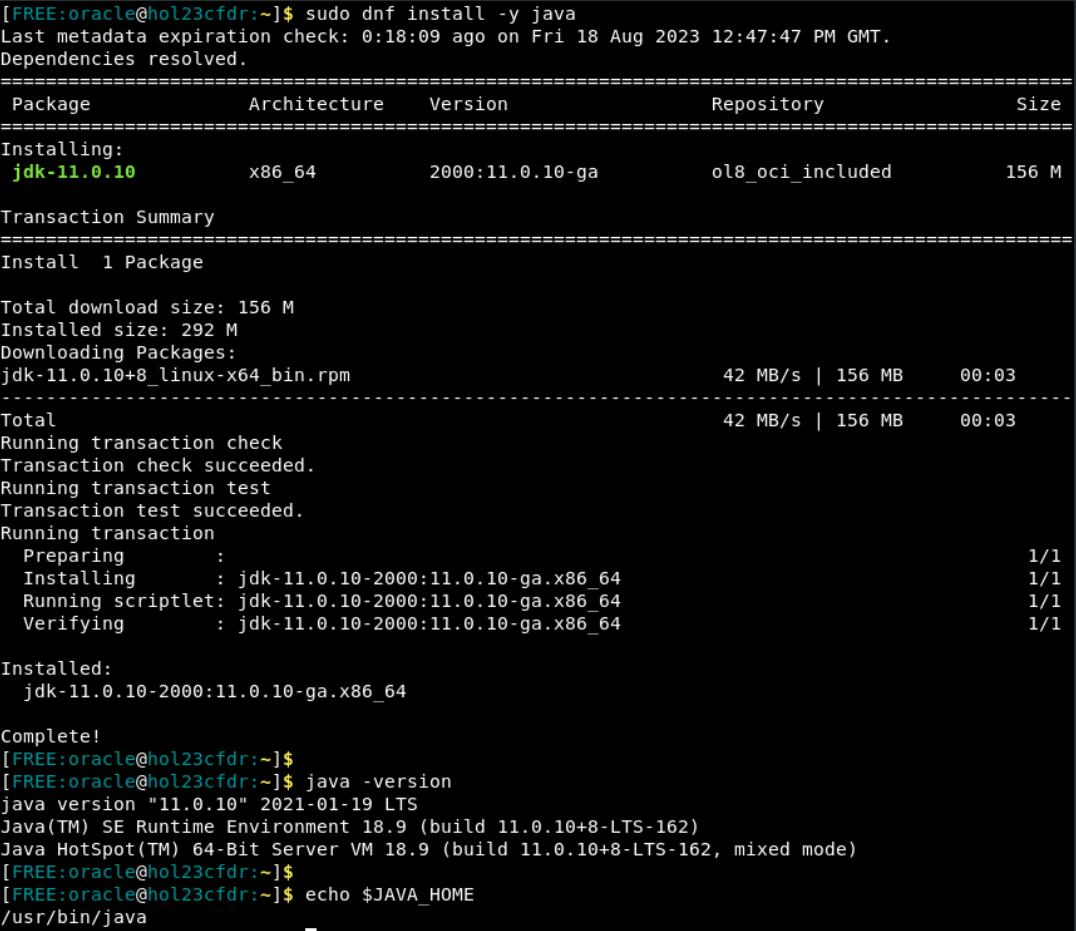 [FREE:oracle@hol23cfdr:~]$ sudo dnf install -y java
Last metadata expiration check: 0:18:09 ago on Fri 18 Aug 2023 12:47:47 PM GMT.
Dependencies resolved.
================================================================================
Package Architecture Version Repository Size
================================================================================
Installing:
jdk-11.0.10 x86_64 2000:11.0.10-ga ol8_oci_included 156 M
Transaction Summary
================================================================================
Install 1 Package
Total download size: 156 M
Installed size: 292 M
Downloading Packages:
jdk-11.0.10+8_linux-x64_bin.rpm 42 MB/s | 156 MB 00:03
--------------------------------------------------------------------------------
Total 42 MB/s | 156 MB 00:03
Running transaction check
Transaction check succeeded.
Running transaction test
Transaction test succeeded.
Running transaction
Preparing : 1/1
Installing : jdk-11.0.10-2000:11.0.10-ga.x86_64 1/1
Running scriptlet: jdk-11.0.10-2000:11.0.10-ga.x86_64 1/1
Verifying : jdk-11.0.10-2000:11.0.10-ga.x86_64 1/1
Installed:
jdk-11.0.10-2000:11.0.10-ga.x86_64
Complete!
[FREE:oracle@hol23cfdr:~]$
[FREE:oracle@hol23cfdr:~]$ java -version
java version "11.0.10" 2021-01-19 LTS
Java(TM) SE Runtime Environment 18.9 (build 11.0.10+8-LTS-162)
Java HotSpot(TM) 64-Bit Server VM 18.9 (build 11.0.10+8-LTS-162, mixed mode)
[FREE:oracle@hol23cfdr:~]$
[FREE:oracle@hol23cfdr:~]$ echo $JAVA_HOME
/usr/bin/java